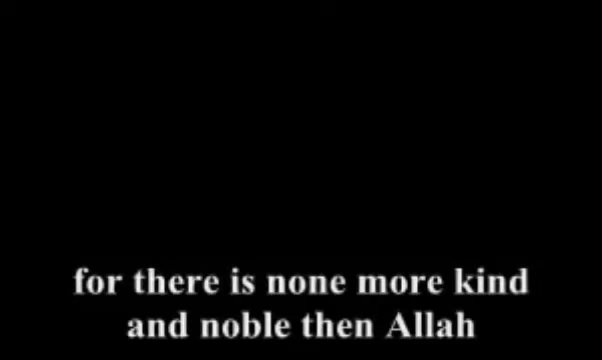 for there is none more kind
and noble then Allah